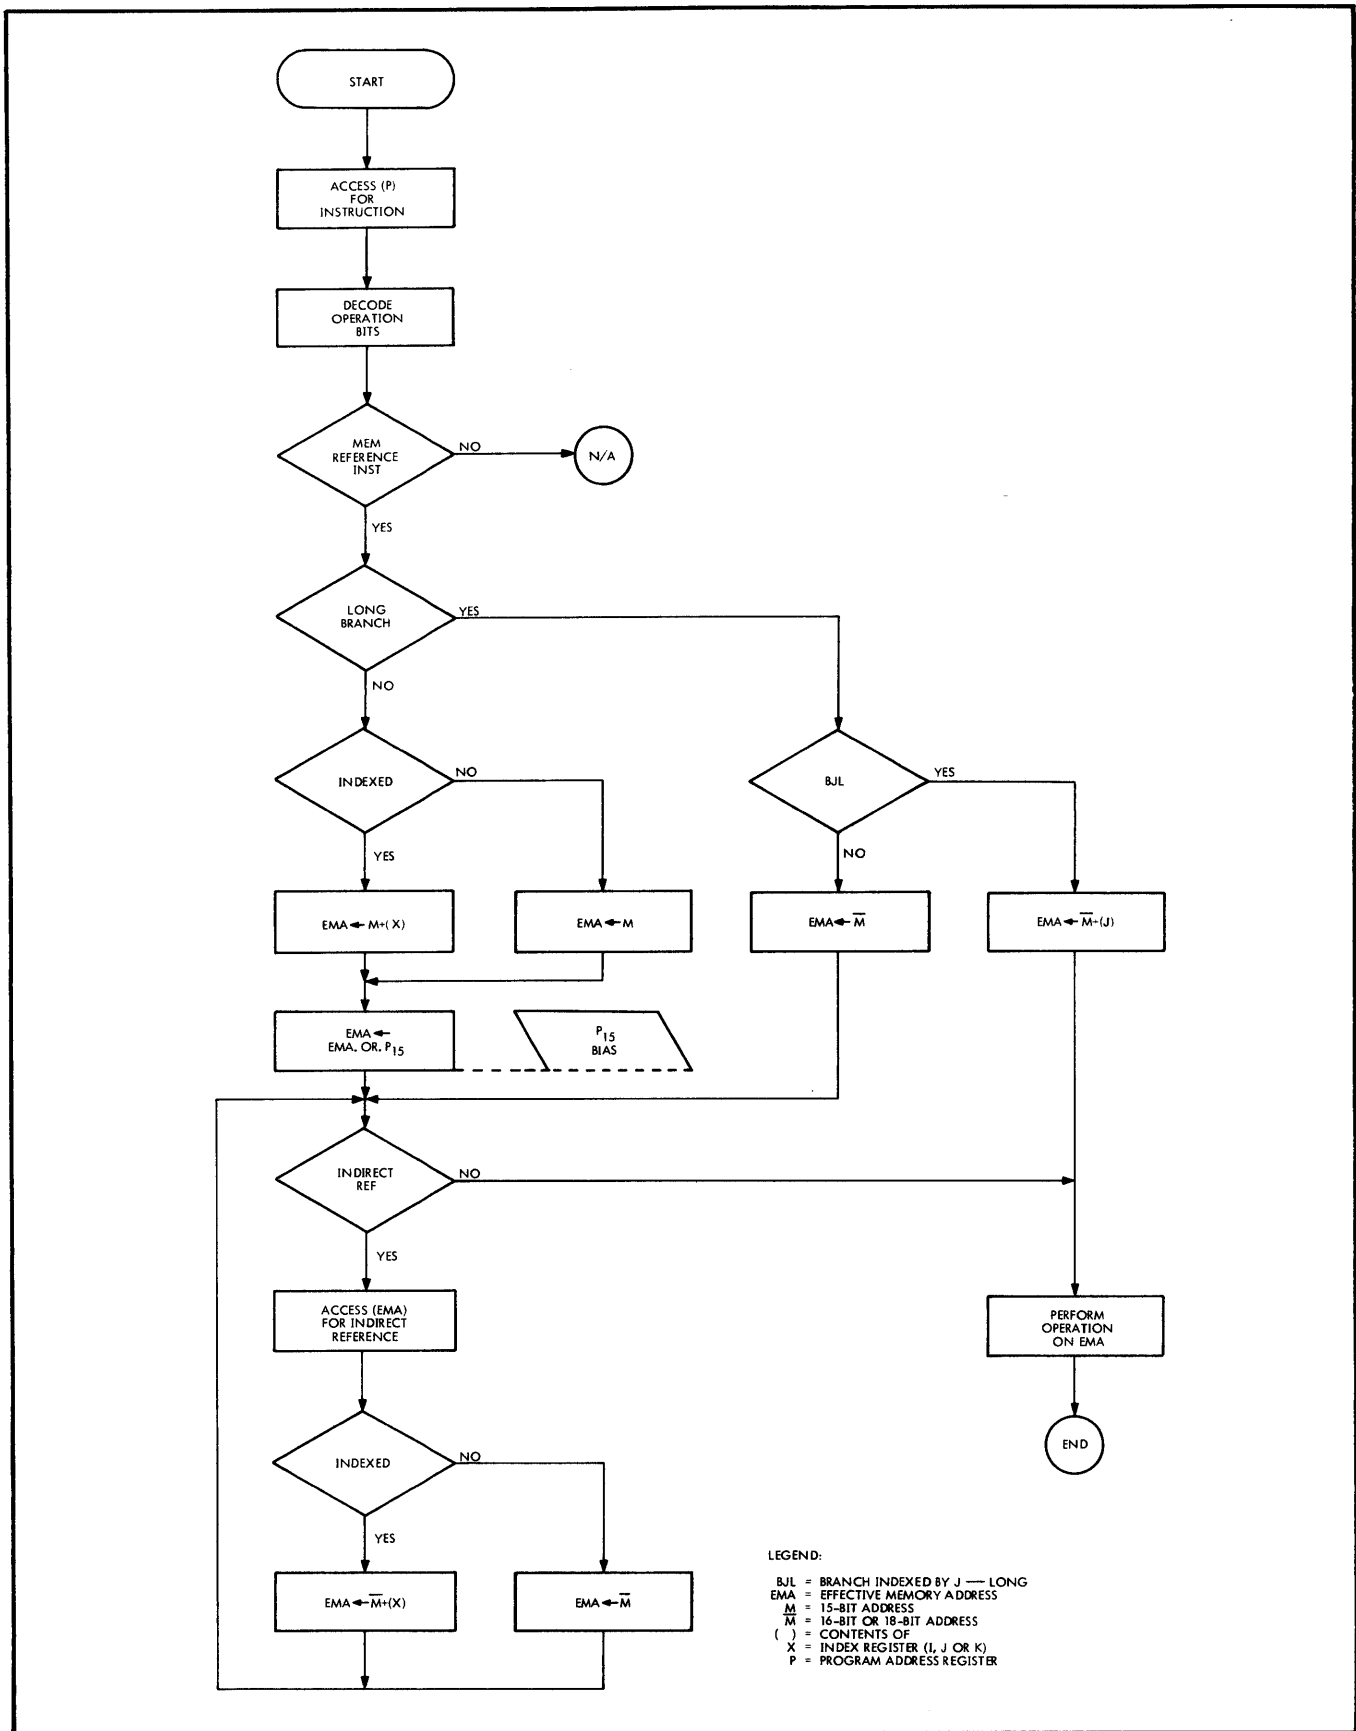 START
ACCESS (P)
FOR
INSTRUCTION
DECODE
OPERATION
BITS
MEM
REFERENCE
INST
NO
N/A
YES
LONG
BRANCH
YES
NO
INDEXED
NO
BJL
YES
YES
NO
EMA ← M+(X)
EMA ← M
EMA ← M̅
EMA ← M̅+(J)
EMA ←
EMA. OR. P₁₅
P₁₅
BIAS
INDIRECT
REF
NO
YES
ACCESS (EMA)
FOR INDIRECT
REFERENCE
PERFORM
OPERATION
ON EMA
INDEXED
NO
END
YES
EMA ← M̅+(X)
EMA ← M̅
LEGEND:
BJL = BRANCH INDEXED BY J — LONG
EMA = EFFECTIVE MEMORY ADDRESS
M = 15-BIT ADDRESS
M̅ = 16-BIT OR 18-BIT ADDRESS
( ) = CONTENTS OF
X = INDEX REGISTER (I, J OR K)
P = PROGRAM ADDRESS REGISTER